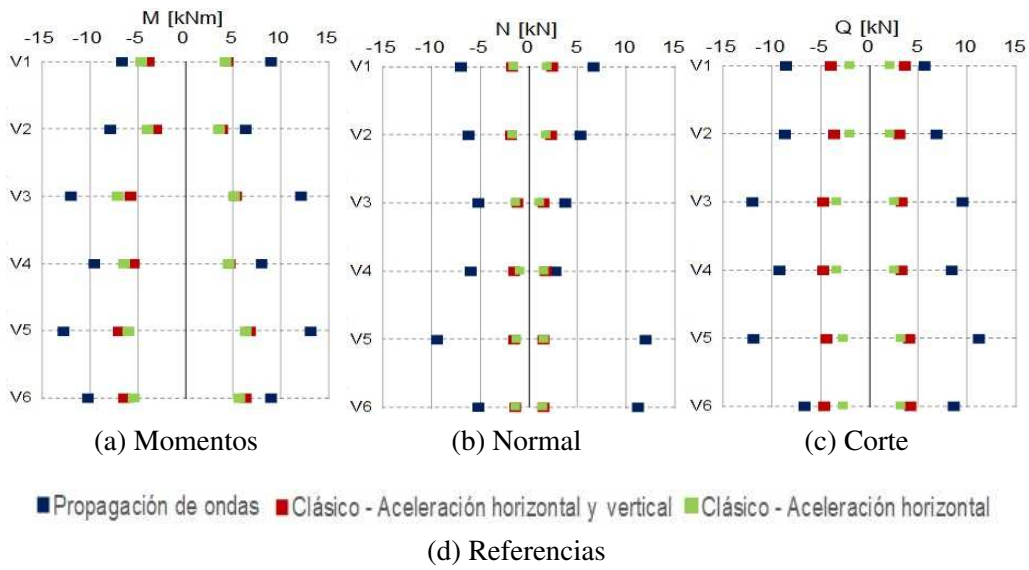 M [kNm]
-15 -10 -5 0 5 10 15
V1
V2
V3
V4
V5
V6
(a) Momentos
N [kN]
-15 -10 -5 0 5 10 15
V1
V2
V3
V4
V5
V6
(b) Normal
Q [kN]
-15 -10 -5 0 5 10 15
V1
V2
V3
V4
V5
V6
(c) Corte
Propagación de ondas Clásico - Aceleración horizontal y vertical Clásico - Aceleración horizontal
(d) Referencias